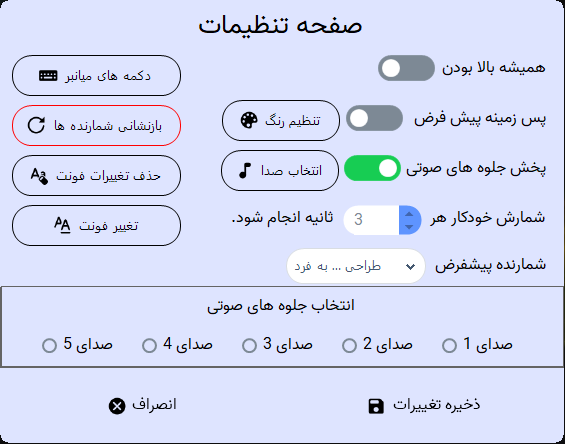 صفحه تنظیمات
همیشه بالا بودن
دکمه های میانبر
پس زمینه پیش فرض
تنظیم رنگ
بازنشانی شمارنده ها
پخش جلوه های صوتی
انتخاب صدا
حذف تغییرات فونت
شمارش خودکار هر 3 ثانیه انجام شود.
تغییر فونت
شمارنده پیشفرض
طراحی ... به فرد
انتخاب جلوه های صوتی
صدای 1 صدای 2 صدای 3 صدای 4 صدای 5
ذخیره تغییرات
انصراف